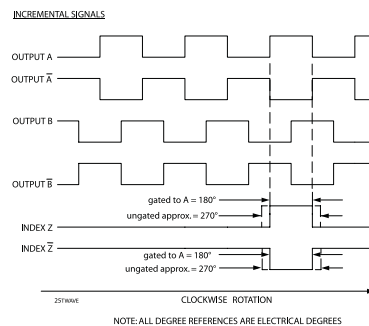 INCREMENTAL SIGNALS
OUTPUT A
OUTPUT A̅
OUTPUT B
OUTPUT B̅
gated to A = 180°
ungated approx. = 270°
INDEX Z
INDEX Z̅
gated to A = 180°
ungated approx. = 270°
25TWAVE
CLOCKWISE ROTATION
NOTE: ALL DEGREE REFERENCES ARE ELECTRICAL DEGREES